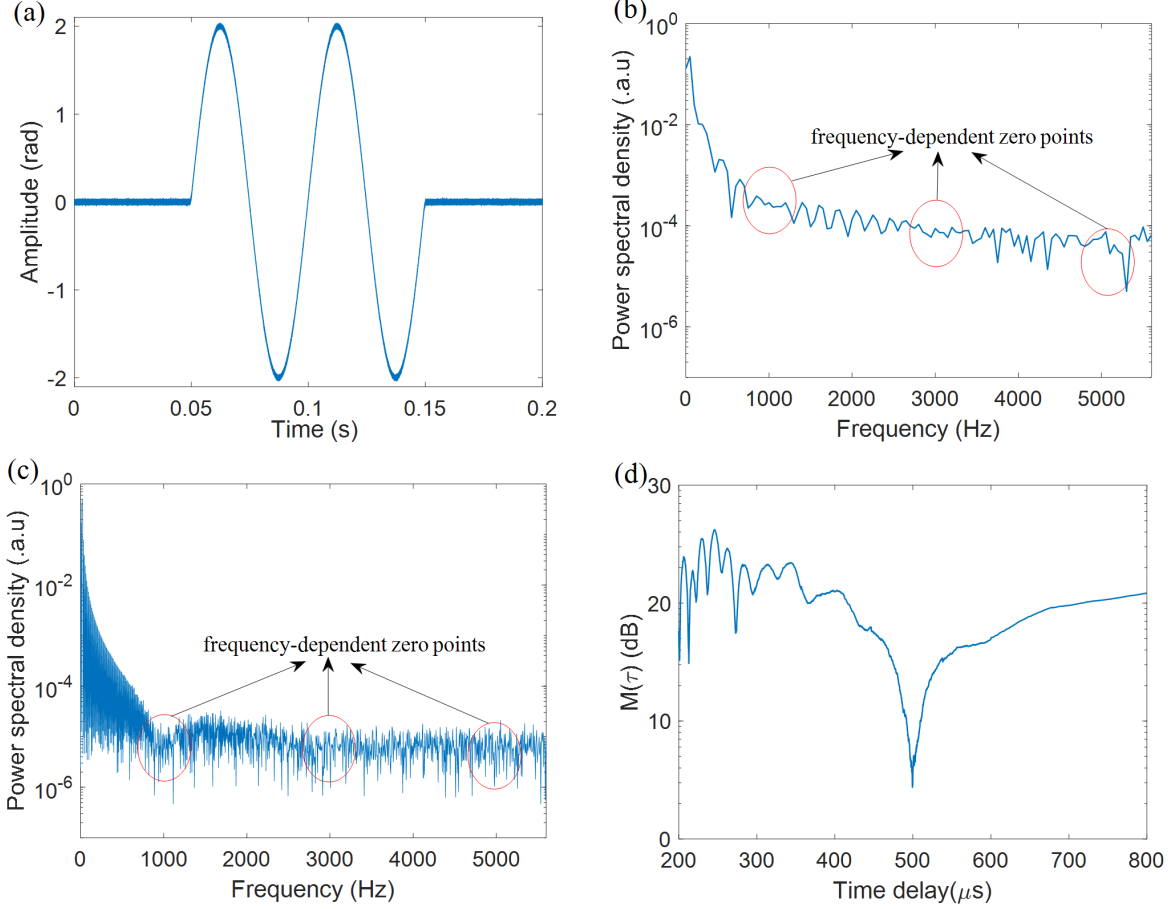 (a)
2
1
0
-1
-2
Amplitude (rad)
0
0.05
0.1
0.15
0.2
Time (s)
(b)
10^0
10^-2
10^-4
10^-6
Power spectral density (.a.u)
frequency-dependent zero points
0
1000
2000
3000
4000
5000
Frequency (Hz)
(c)
10^0
10^-2
10^-4
10^-6
Power spectral density (.a.u)
frequency-dependent zero points
0
1000
2000
3000
4000
5000
Frequency (Hz)
(d)
30
20
10
0
M(τ) (dB)
200
300
400
500
600
700
800
Time delay(μs)